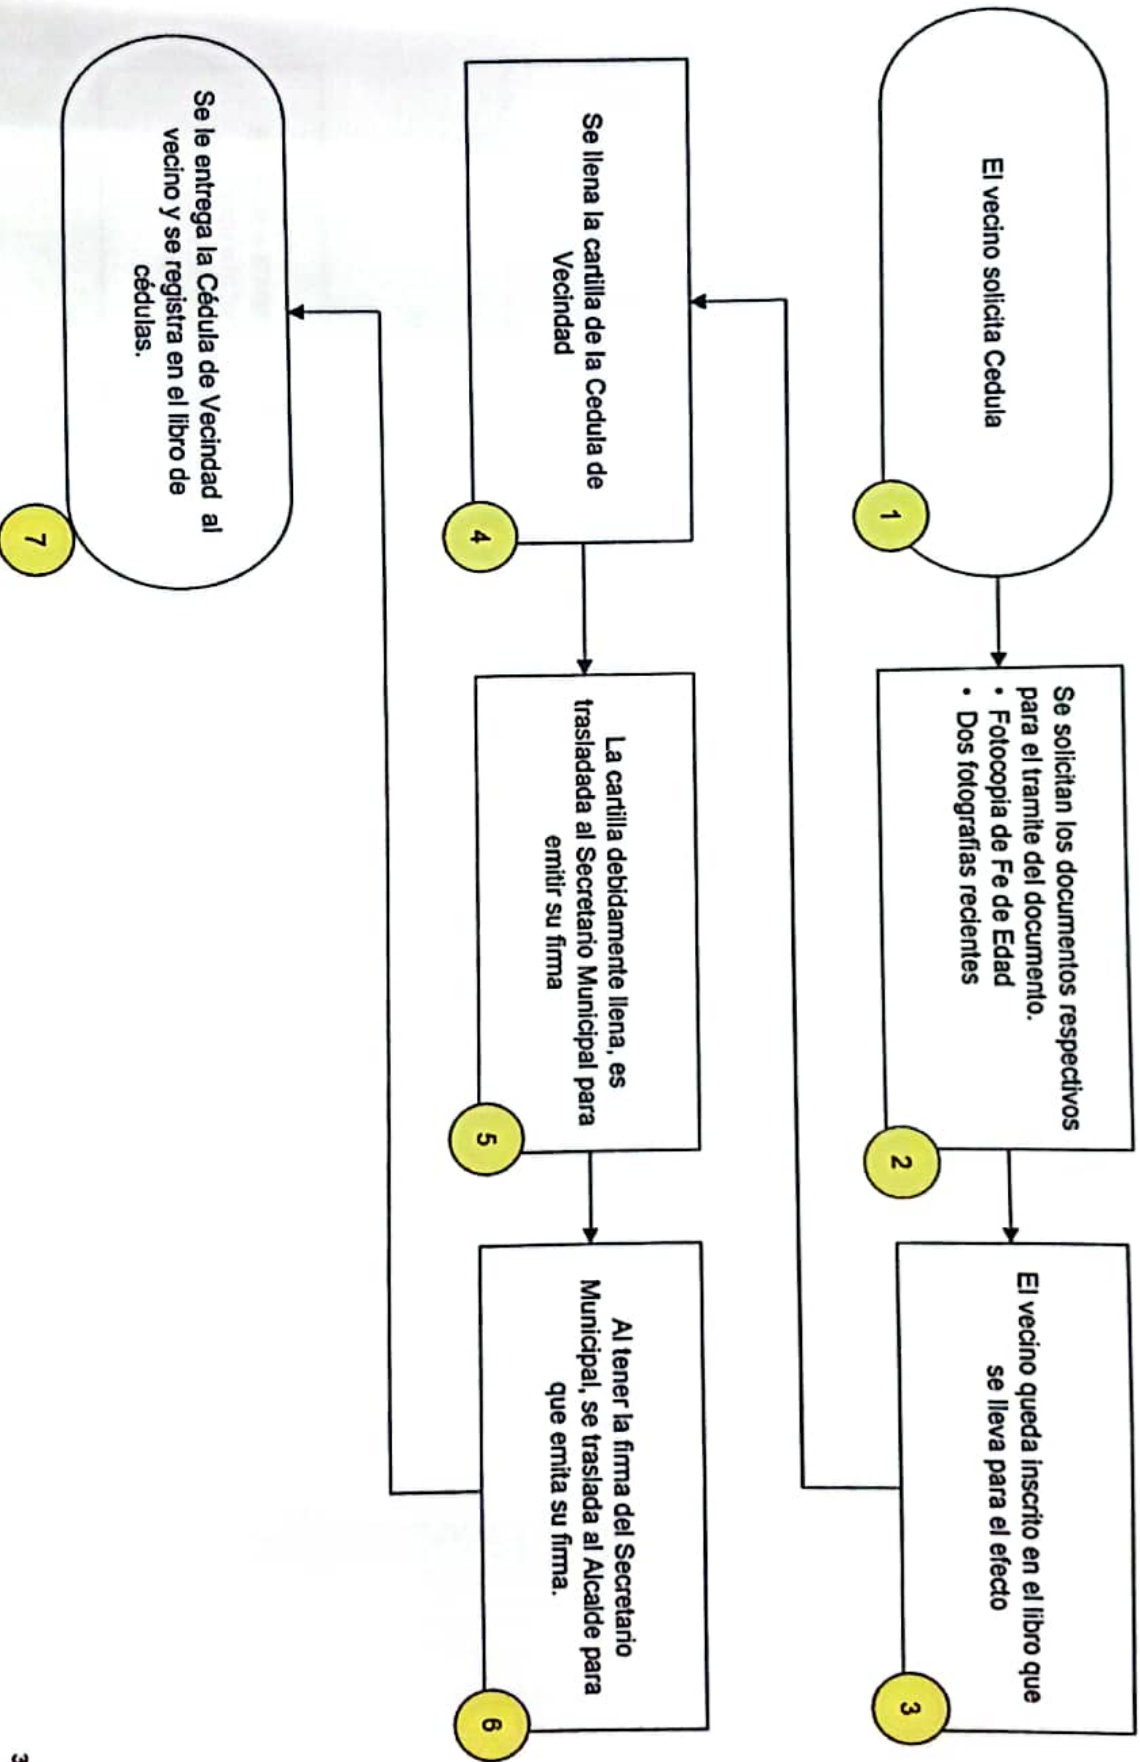 El vecino solicita Cedula
1
Se solicitan los documentos respectivos
para el tramite del documento.
• Fotocopia de Fe de Edad
• Dos fotografías recientes
2
El vecino queda inscrito en el libro que
se lleva para el efecto
3
Se llena la cartilla de la Cedula de
Vecindad
4
La cartilla debidamente llena, es
trasladada al Secretario Municipal para
emitir su firma
5
Al tener la firma del Secretario
Municipal, se traslada al Alcalde para
que emita su firma.
6
Se le entrega la Cédula de Vecindad al
vecino y se registra en el libro de
cédulas.
7
3